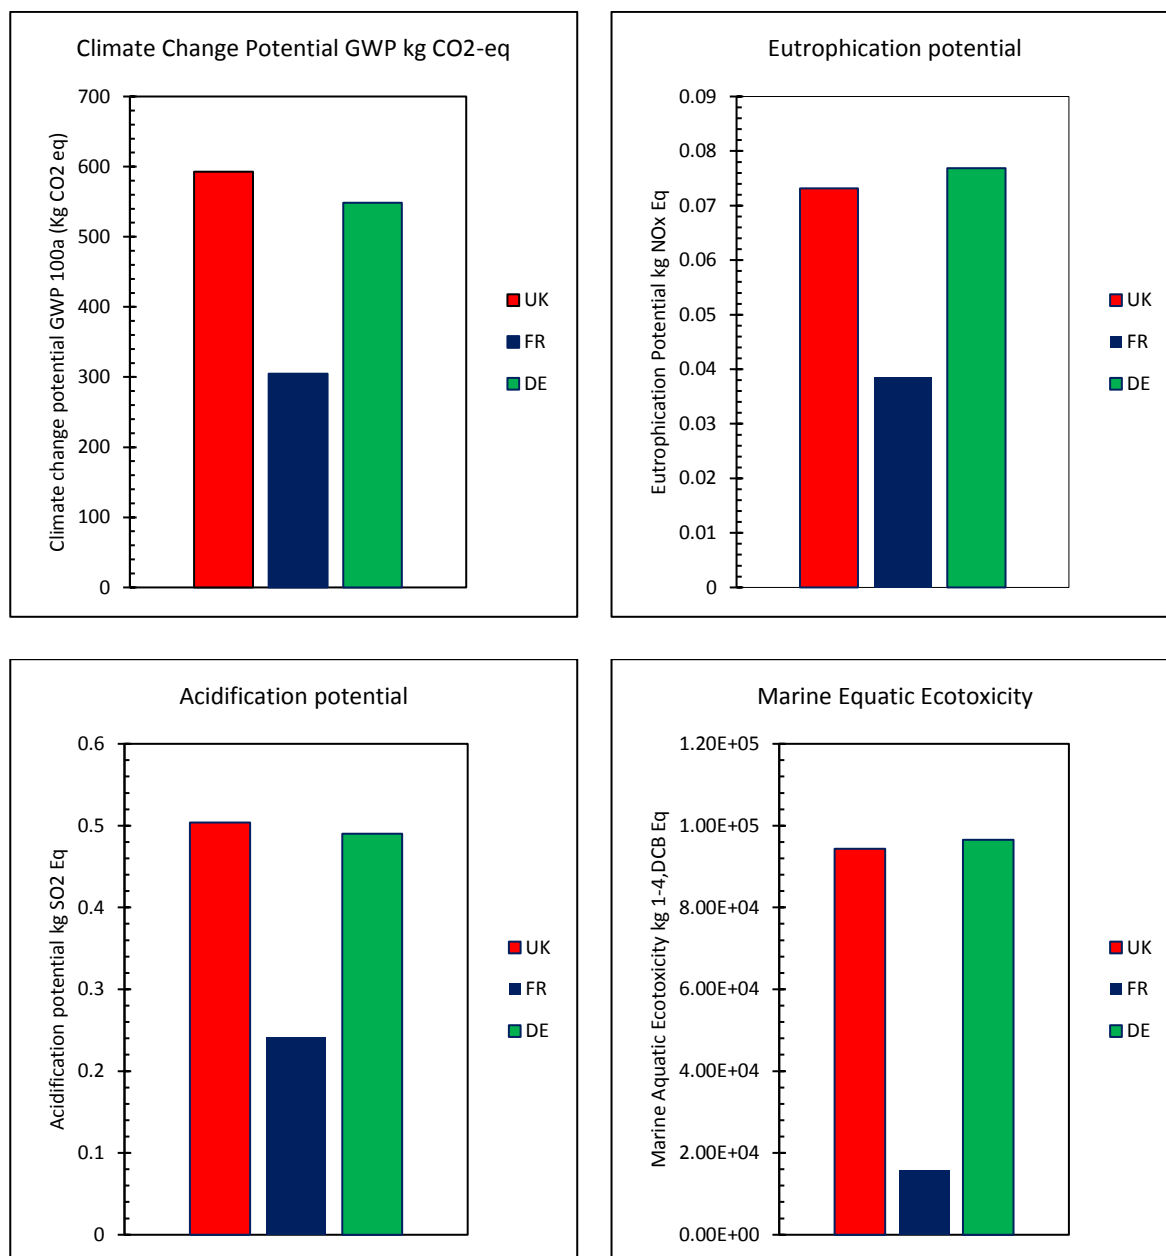 Climate Change Potential GWP kg CO2-eq
Climate change potential GWP 100a (Kg CO2 eq)
700
600
500
400
300
200
100
0
UK
FR
DE
Eutrophication potential
Eutrophication Potential kg NOx Eq
0.09
0.08
0.07
0.06
0.05
0.04
0.03
0.02
0.01
0
UK
FR
DE
Acidification potential
Acidification potential kg SO2 Eq
0.6
0.5
0.4
0.3
0.2
0.1
0
UK
FR
DE
Marine Equatic Ecotoxicity
Marine Aquatic Ecotoxicity kg 1-4,DCB Eq
1.20E+05
1.00E+05
8.00E+04
6.00E+04
4.00E+04
2.00E+04
0.00E+00
UK
FR
DE